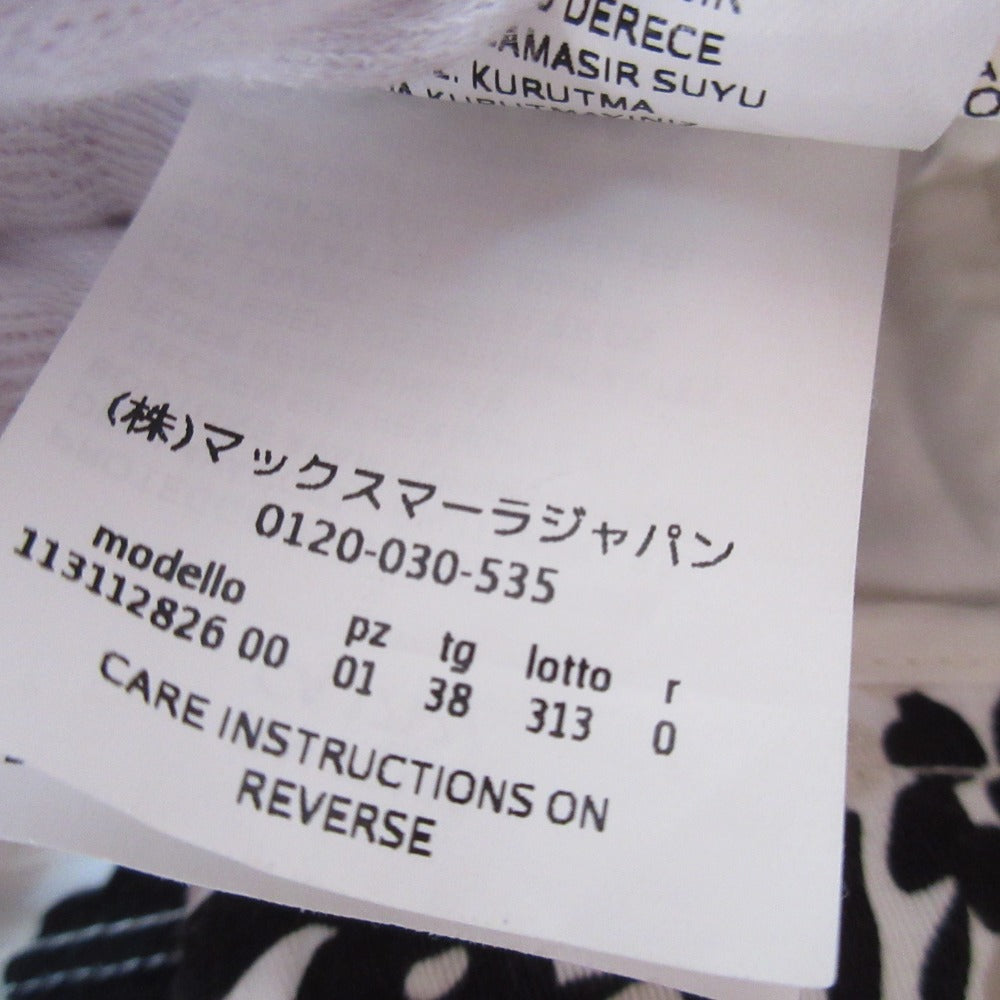 DERECE
SUYU
KURUTMA
(株)マックスマーラジャパン
0120-030-535
modello pz tg lotto r
113112826 00 01 38 313 0
CARE INSTRUCTIONS ON
REVERSE